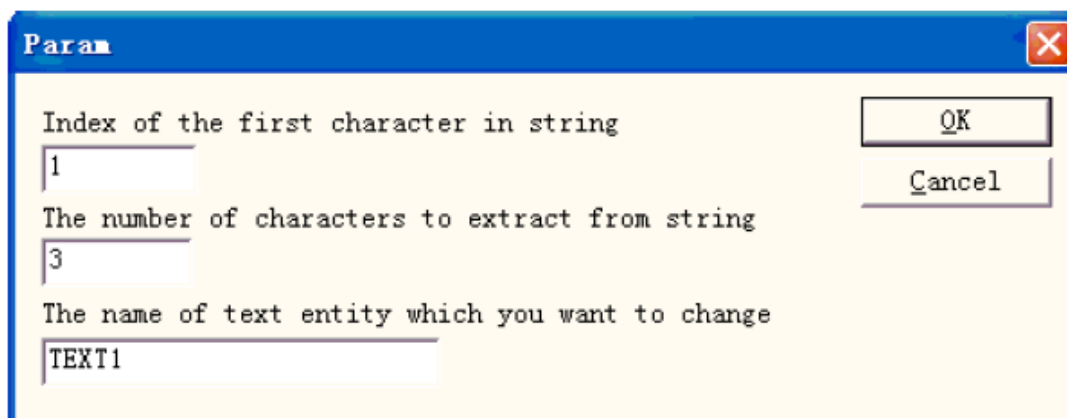 Param
Index of the first character in string
OK
1
Cancel
The number of characters to extract from string
3
The name of text entity which you want to change
TEXT1